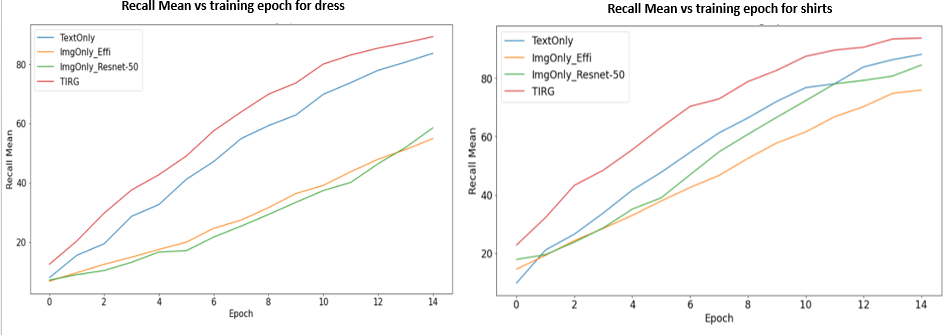 Recall Mean vs training epoch for dress
TextOnly
ImgOnly_Effi
ImgOnly_Resnet-50
TIRG
80
60
40
20
Recall Mean
0 2 4 6 8 10 12 14
Epoch
Recall Mean vs training epoch for shirts
TextOnly
ImgOnly_Effi
ImgOnly_Resnet-50
TIRG
80
60
40
20
Recall Mean
0 2 4 6 8 10 12 14
Epoch